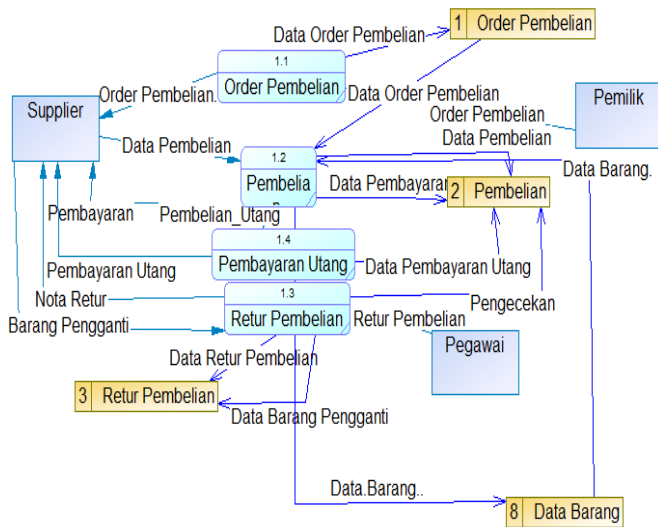 Data Order Pembelian
1 Order Pembelian
1.1
Order Pembelian
Order Pembelian.
Data Order Pembelian
Supplier
Order Pembelian
Pemilik
Data Pembelian
Data Pembelian
1.2
Pembelia
Data Barang.
Data Pembayaran
2 Pembelian
Pembayaran
Pembelian_Utang
1.4
Pembayaran Utang
Pembayaran Utang
Data Pembayaran Utang
1.3
Nota Retur
Pengecekan
Barang Pengganti
Retur Pembelian
Retur Pembelian
Pegawai
Data Retur Pembelian
3 Retur Pembelian
Data Barang Pengganti
Data.Barang..
8 Data Barang